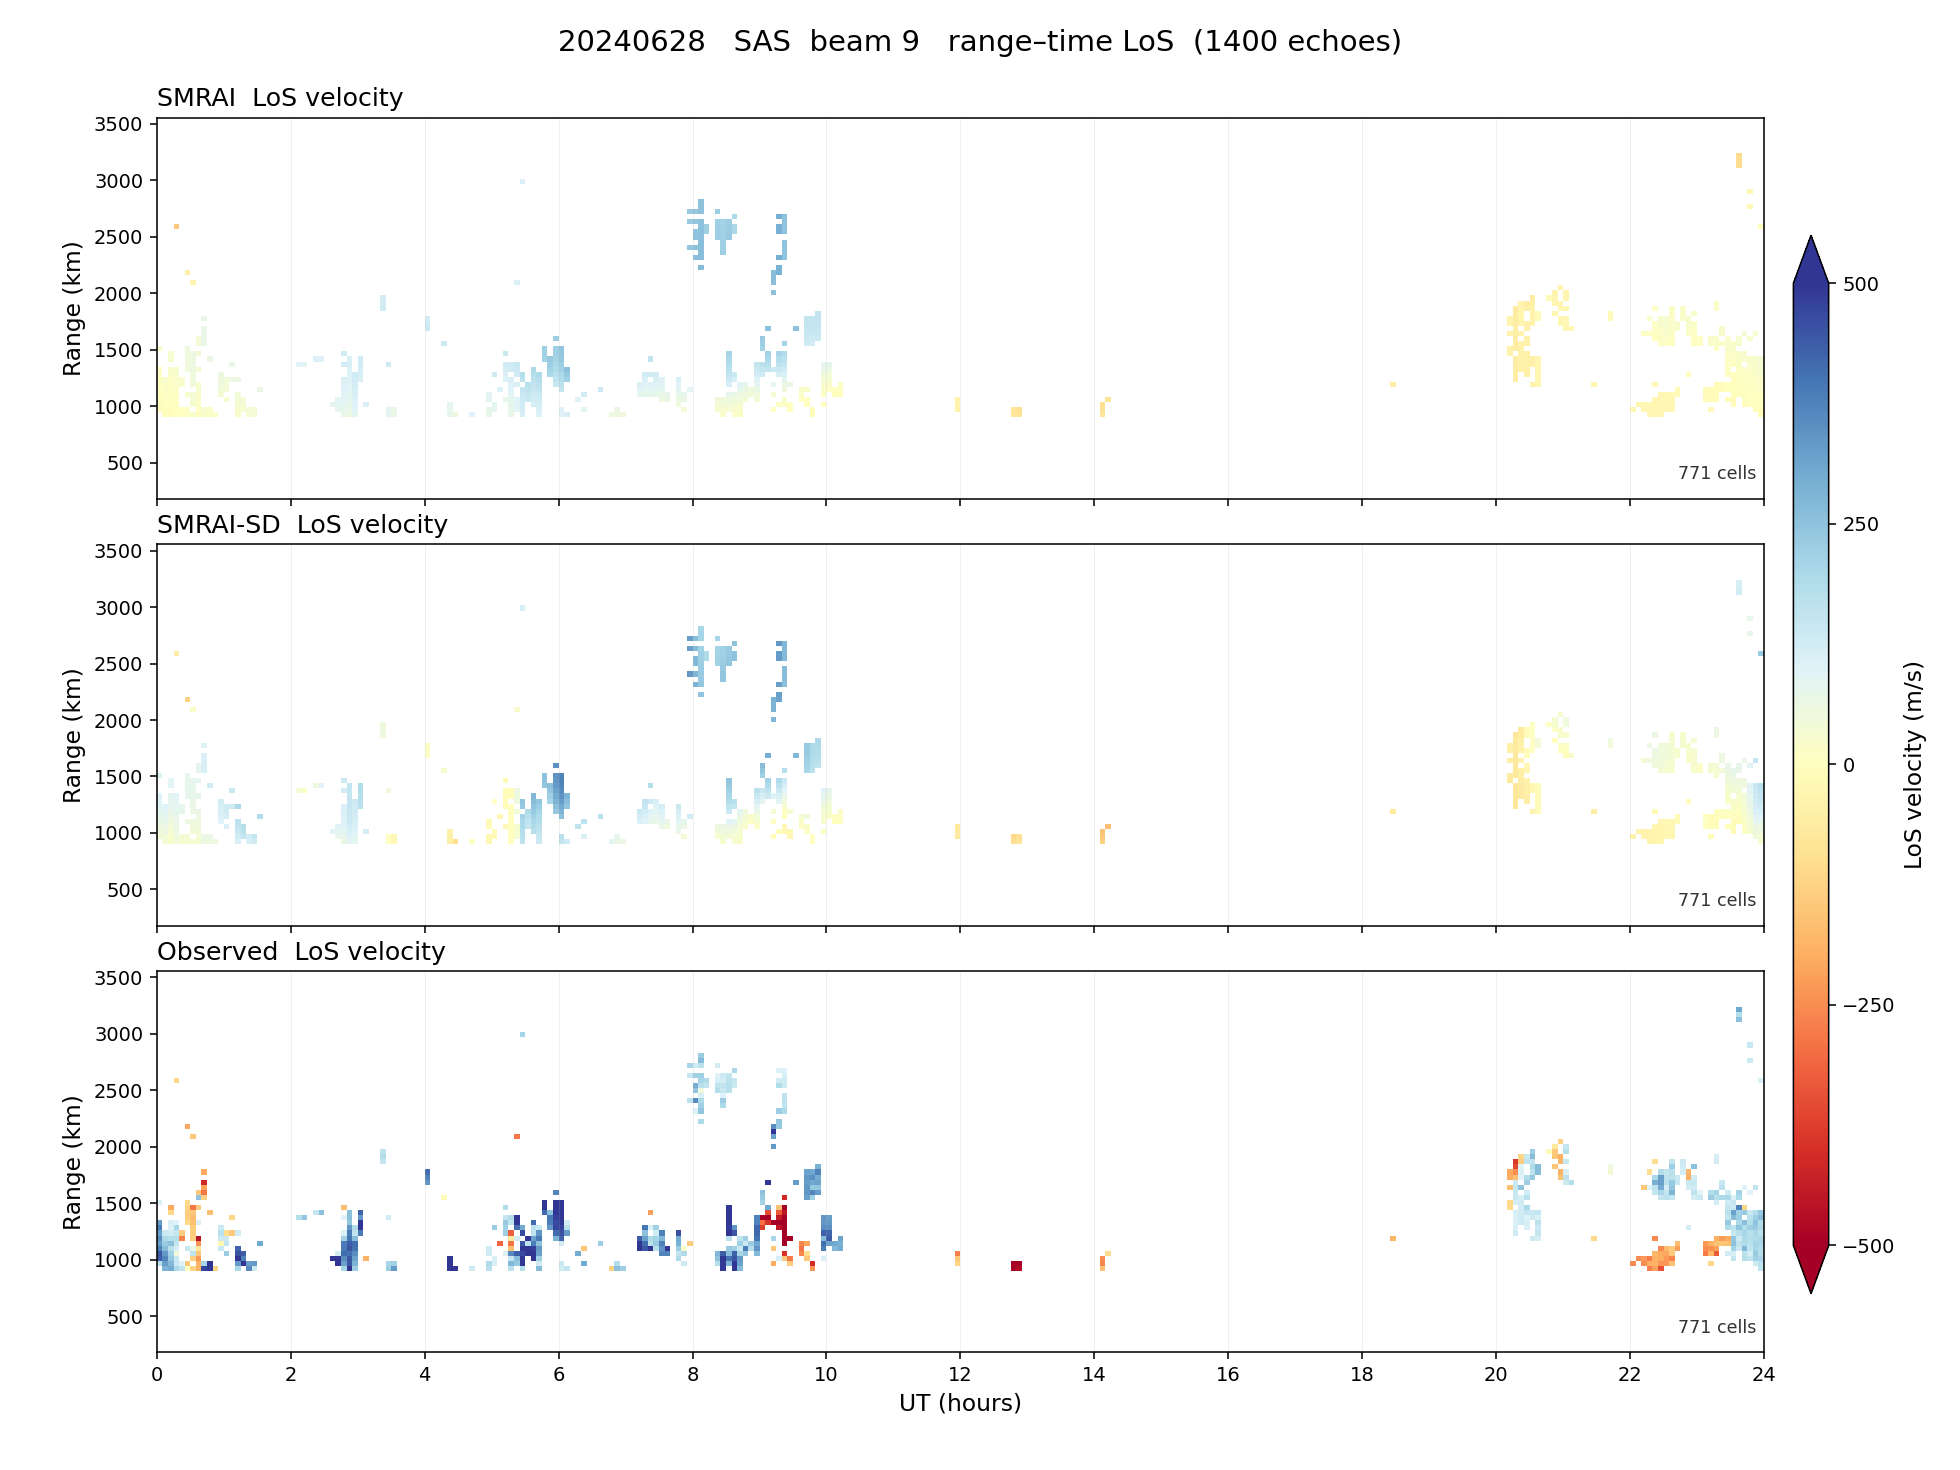 20240628   SAS  beam 9   range–time LoS  (1400 echoes)
SMRAI  LoS velocity
3500
3000
2500
2000
1500
1000
500
Range (km)
771 cells
SMRAI-SD  LoS velocity
3500
3000
2500
2000
1500
1000
500
Range (km)
771 cells
Observed  LoS velocity
3500
3000
2500
2000
1500
1000
500
Range (km)
771 cells
0 2 4 6 8 10 12 14 16 18 20 22 24
UT (hours)
500
250
0
−250
−500
LoS velocity (m/s)